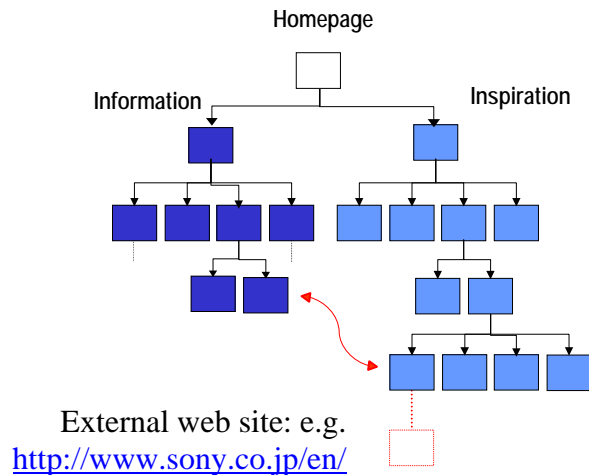 Homepage
Information
Inspiration
External web site: e.g.
http://www.sony.co.jp/en/